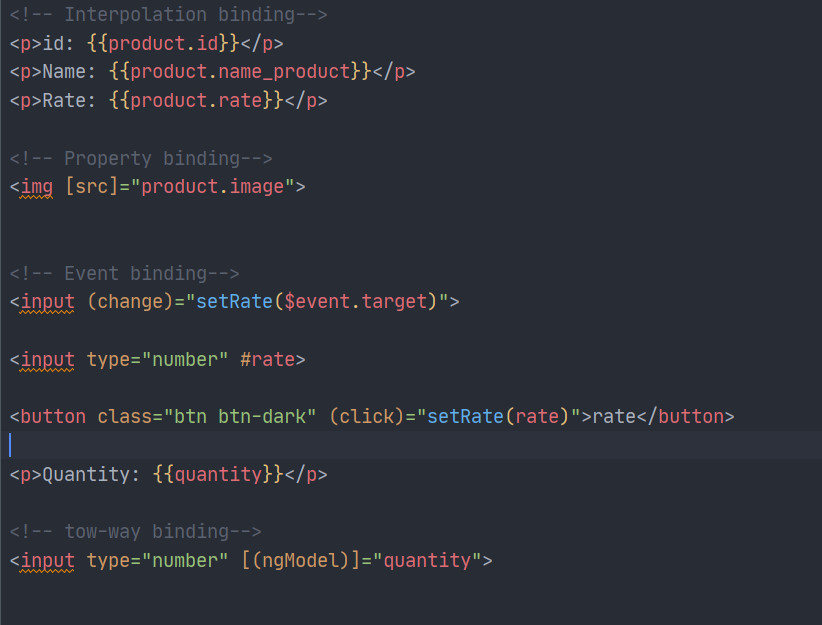 <!-- Interpolation binding-->
<p>id: {{product.id}}</p>
<p>Name: {{product.name_product}}</p>
<p>Rate: {{product.rate}}</p>
<!-- Property binding-->
<img [src]="product.image">
<!-- Event binding-->
<input (change)="setRate($event.target)">
<input type="number" #rate>
<button class="btn btn-dark" (click)="setRate(rate)">rate</button>
<p>Quantity: {{quantity}}</p>
<!-- tow-way binding-->
<input type="number" [(ngModel)]="quantity">